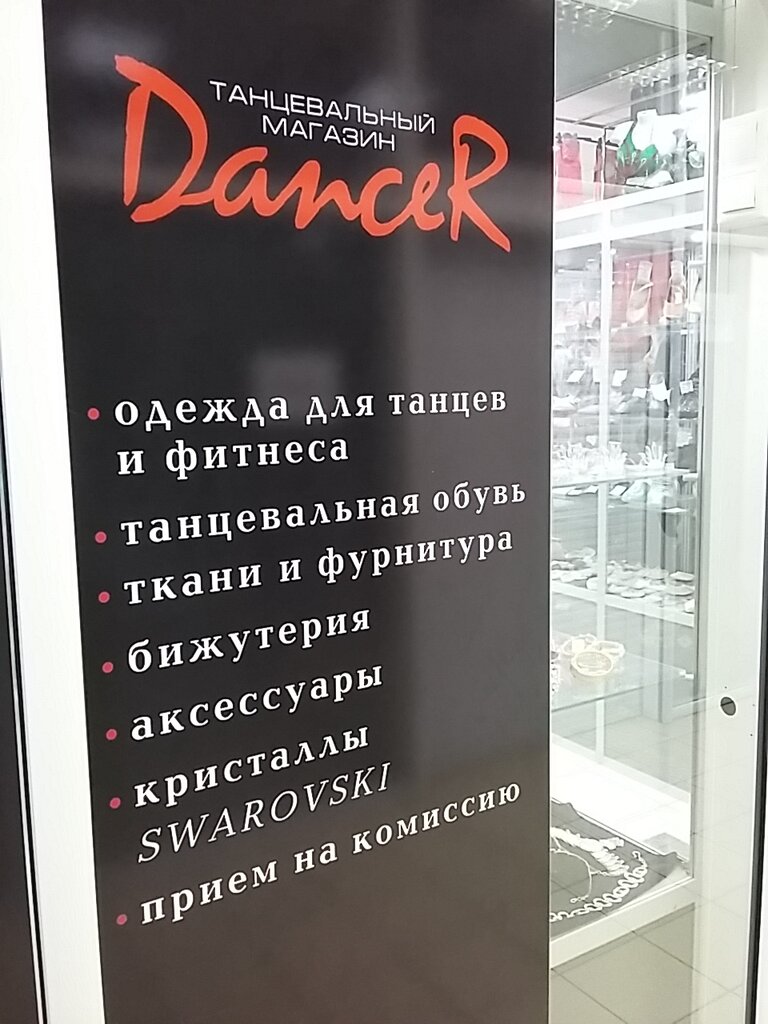 ТАНЦЕВАЛЬНЫЙ
МАГАЗИН
DanceR
• одежда для танцев
и фитнеса
• танцевальная обувь
• ткани и фурнитура
• бижутерия
• аксессуары
• кристаллы
SWAROVSKI
• прием на комиссию